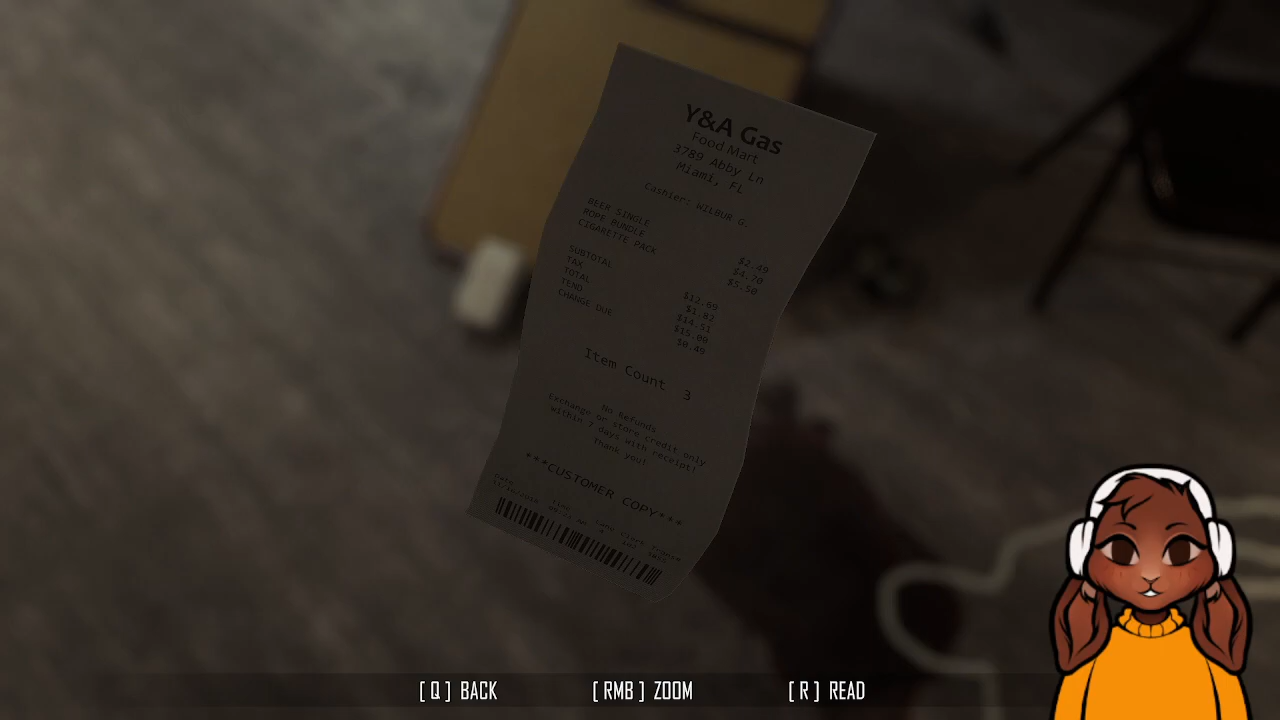 Y&A Gas
Food Mart
3789 Abby Ln
Miami, FL
Cashier: WILBUR G.
BEER SINGLE $2.49
ROPE BUNDLE $4.70
CIGARETTE PACK $5.50
SUBTOTAL $12.69
TAX $1.82
TOTAL $14.51
TEND $15.00
CHANGE DUE $0.49
Item Count 3
No Refunds
Exchange or store credit only
within 7 days with receipt!
Thank you!
***CUSTOMER COPY***
Date Time
[ Q ] BACK [ RMB ] ZOOM [ R ] READ